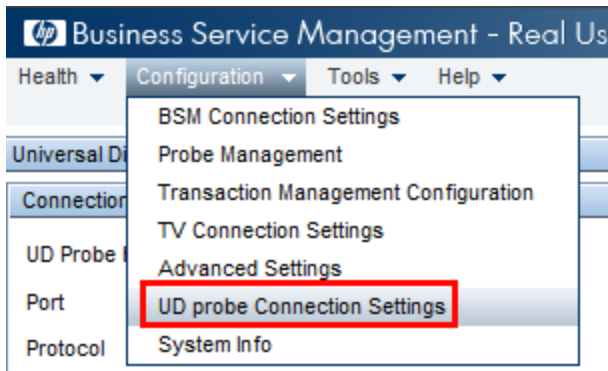 hp Business Service Management - Real Us
Health Configuration Tools Help
BSM Connection Settings
Universal Di Probe Management
Connection Transaction Management Configuration
TV Connection Settings
UD Probe Advanced Settings
Port UD probe Connection Settings
Protocol System Info